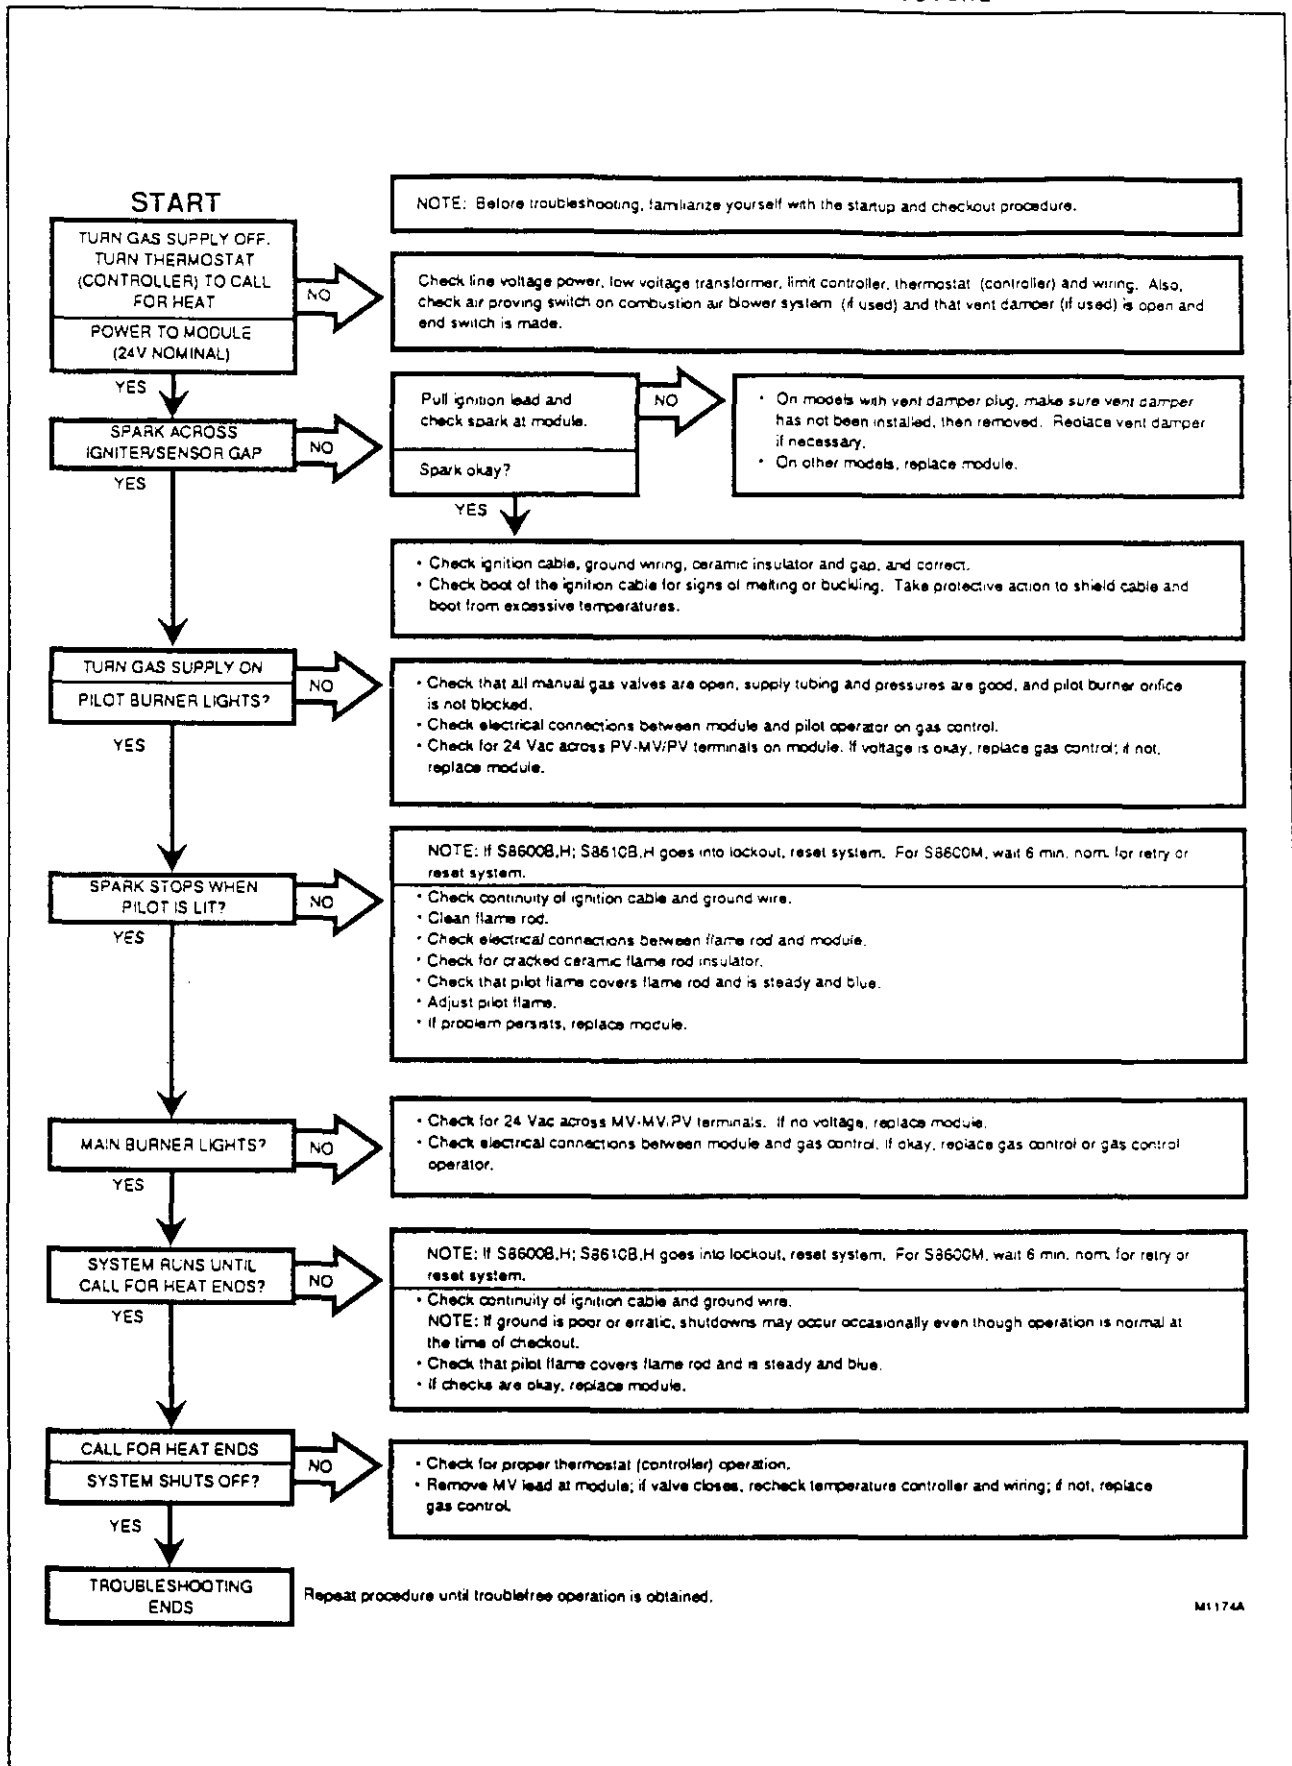 START
NOTE: Before troubleshooting, familiarize yourself with the startup and checkout procedure.
TURN GAS SUPPLY OFF.
TURN THERMOSTAT
(CONTROLLER) TO CALL
FOR HEAT
POWER TO MODULE
(24V NOMINAL)
NO
Check line voltage power, low voltage transformer, limit controller, thermostat (controller) and wiring. Also,
check air proving switch on combustion air blower system (if used) and that vent damper (if used) is open and
end switch is made.
YES
SPARK ACROSS
IGNITER/SENSOR GAP
NO
Pull ignition lead and
check spark at module.
Spark okay?
NO
• On models with vent damper plug, make sure vent damper
has not been installed, then removed. Replace vent damper
if necessary.
• On other models, replace module.
YES
YES
• Check ignition cable, ground wiring, ceramic insulator and gap, and correct.
• Check boot of the ignition cable for signs of melting or buckling. Take protective action to shield cable and
boot from excessive temperatures.
TURN GAS SUPPLY ON
PILOT BURNER LIGHTS?
NO
• Check that all manual gas valves are open, supply tubing and pressures are good, and pilot burner orifice
is not blocked.
• Check electrical connections between module and pilot operator on gas control.
• Check for 24 Vac across PV-MV/PV terminals on module. If voltage is okay, replace gas control; if not,
replace module.
YES
SPARK STOPS WHEN
PILOT IS LIT?
NO
NOTE: If S8600B,H; S8610B,H goes into lockout, reset system. For S8600M, wait 6 min. nom. for retry or
reset system.
• Check continuity of ignition cable and ground wire.
• Clean flame rod.
• Check electrical connections between flame rod and module.
• Check for cracked ceramic flame rod insulator.
• Check that pilot flame covers flame rod and is steady and blue.
• Adjust pilot flame.
• If problem persists, replace module.
YES
MAIN BURNER LIGHTS?
NO
• Check for 24 Vac across MV-MV/PV terminals. If no voltage, replace module.
• Check electrical connections between module and gas control. If okay, replace gas control or gas control
operator.
YES
SYSTEM RUNS UNTIL
CALL FOR HEAT ENDS?
NO
NOTE: If S8600B,H; S8610B,H goes into lockout, reset system. For S8600M, wait 6 min. nom. for retry or
reset system.
• Check continuity of ignition cable and ground wire.
NOTE: If ground is poor or erratic, shutdowns may occur occasionally even though operation is normal at
the time of checkout.
• Check that pilot flame covers flame rod and is steady and blue.
• If checks are okay, replace module.
YES
CALL FOR HEAT ENDS
SYSTEM SHUTS OFF?
NO
• Check for proper thermostat (controller) operation.
• Remove MV lead at module; if valve closes, recheck temperature controller and wiring; if not, replace
gas control.
YES
TROUBLESHOOTING
ENDS
Repeat procedure until troublefree operation is obtained.
M1174A